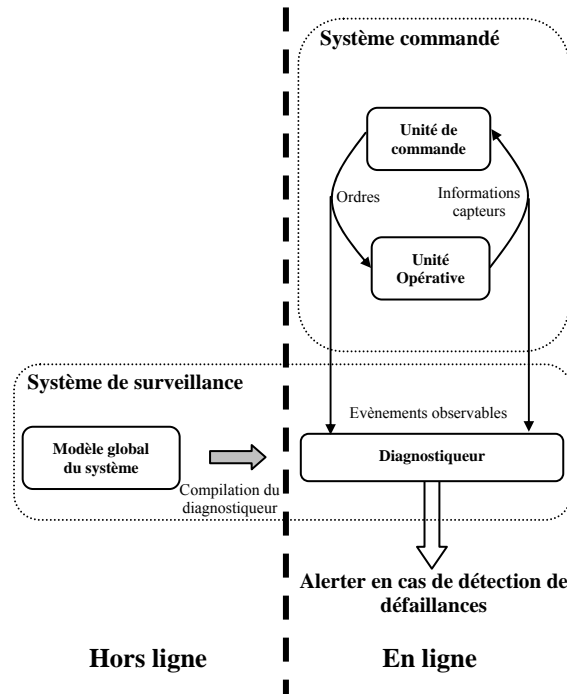 Système commandé
Unité de
commande
Ordres
Informations
capteurs
Unité
Opérative
Système de surveillance
Evènements observables
Modèle global
du système
Diagnostiqueur
Compilation du
diagnostiqueur
Alerter en cas de détection de
défaillances
Hors ligne
En ligne